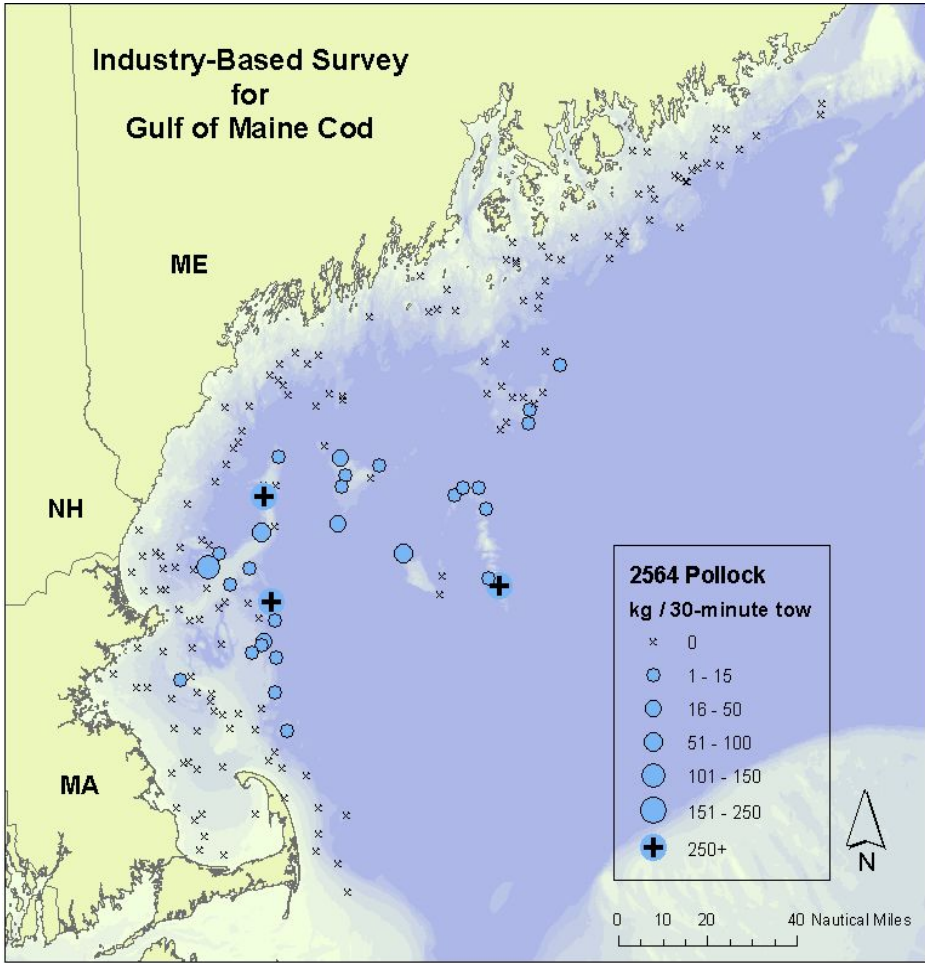 Industry-Based Survey
for
Gulf of Maine Cod
ME
NH
MA
2564 Pollock
kg / 30-minute tow
0
1 - 15
16 - 50
51 - 100
101 - 150
151 - 250
250+
N
0 10 20 40 Nautical Miles